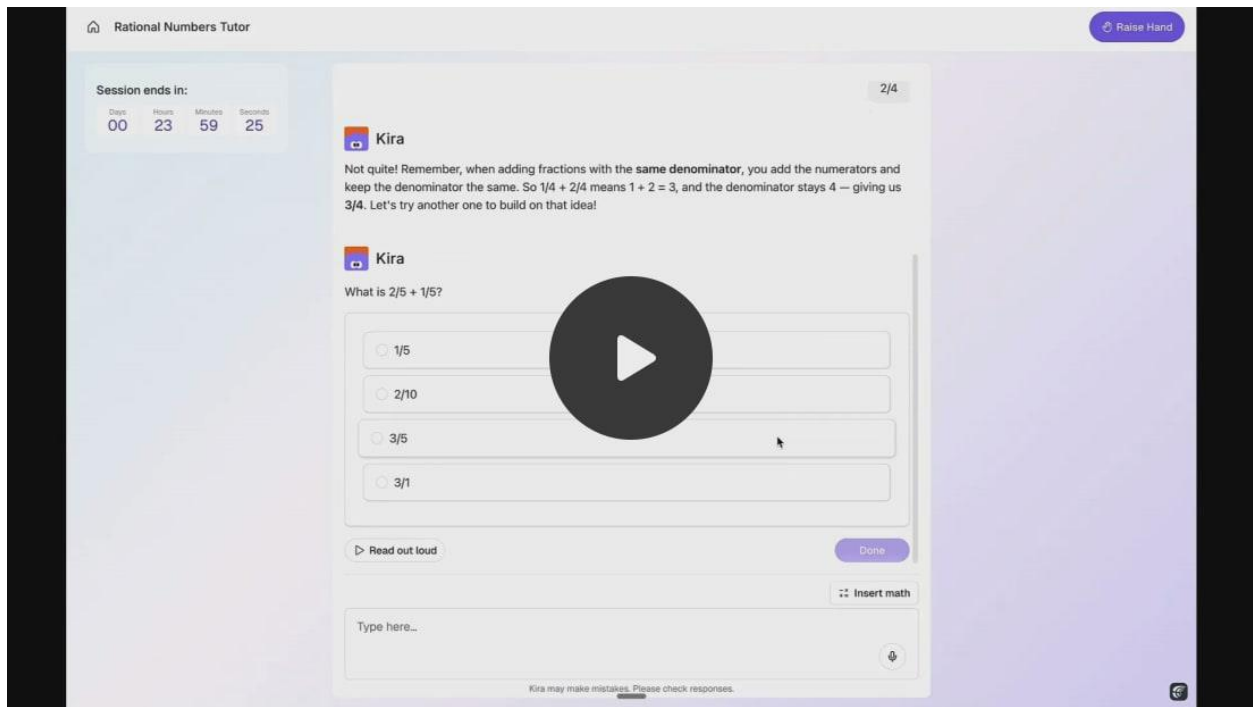 Rational Numbers Tutor
Raise Hand
Session ends in:
Days Hours Minutes Seconds
00 23 59 25
2/4
Kira
Not quite! Remember, when adding fractions with the same denominator, you add the numerators and
keep the denominator the same. So 1/4 + 2/4 means 1 + 2 = 3, and the denominator stays 4 — giving us
3/4. Let's try another one to build on that idea!
Kira
What is 2/5 + 1/5?
1/5
2/10
3/5
3/1
Read out loud
Done
Insert math
Type here...
Kira may make mistakes. Please check responses.